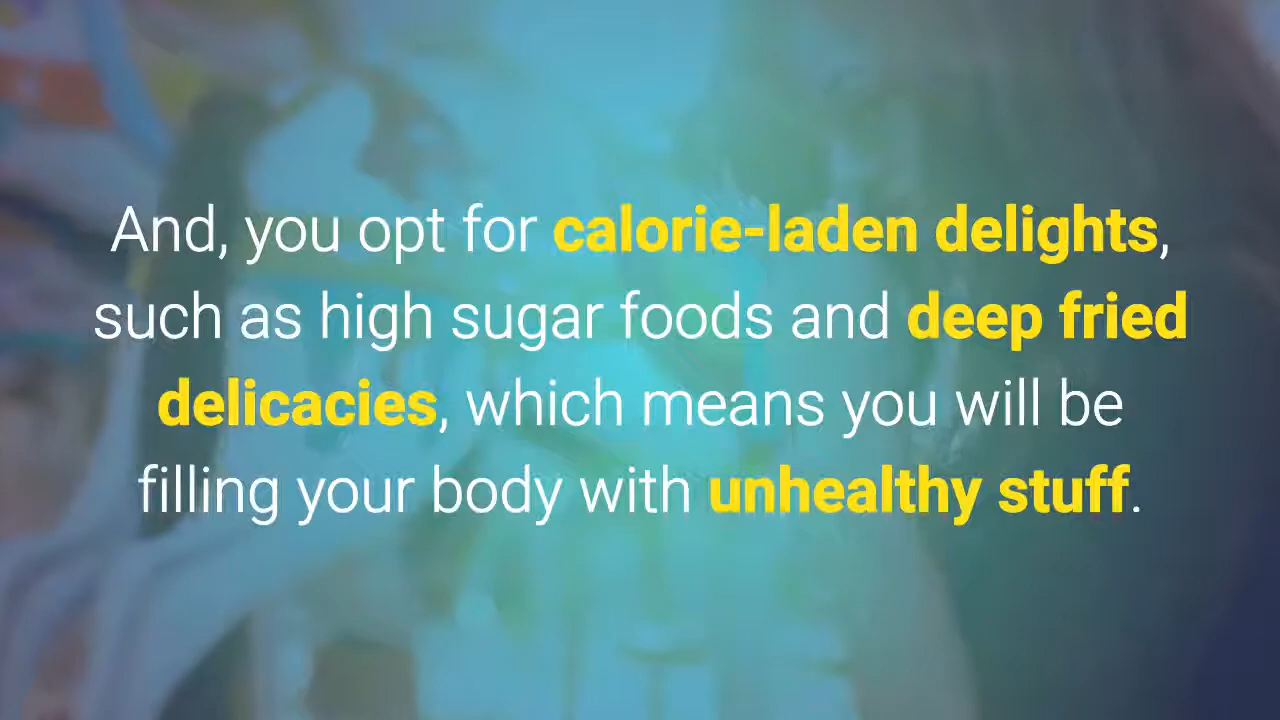 And, you opt for calorie-laden delights,
such as high sugar foods and deep fried
delicacies, which means you will be
filling your body with unhealthy stuff.